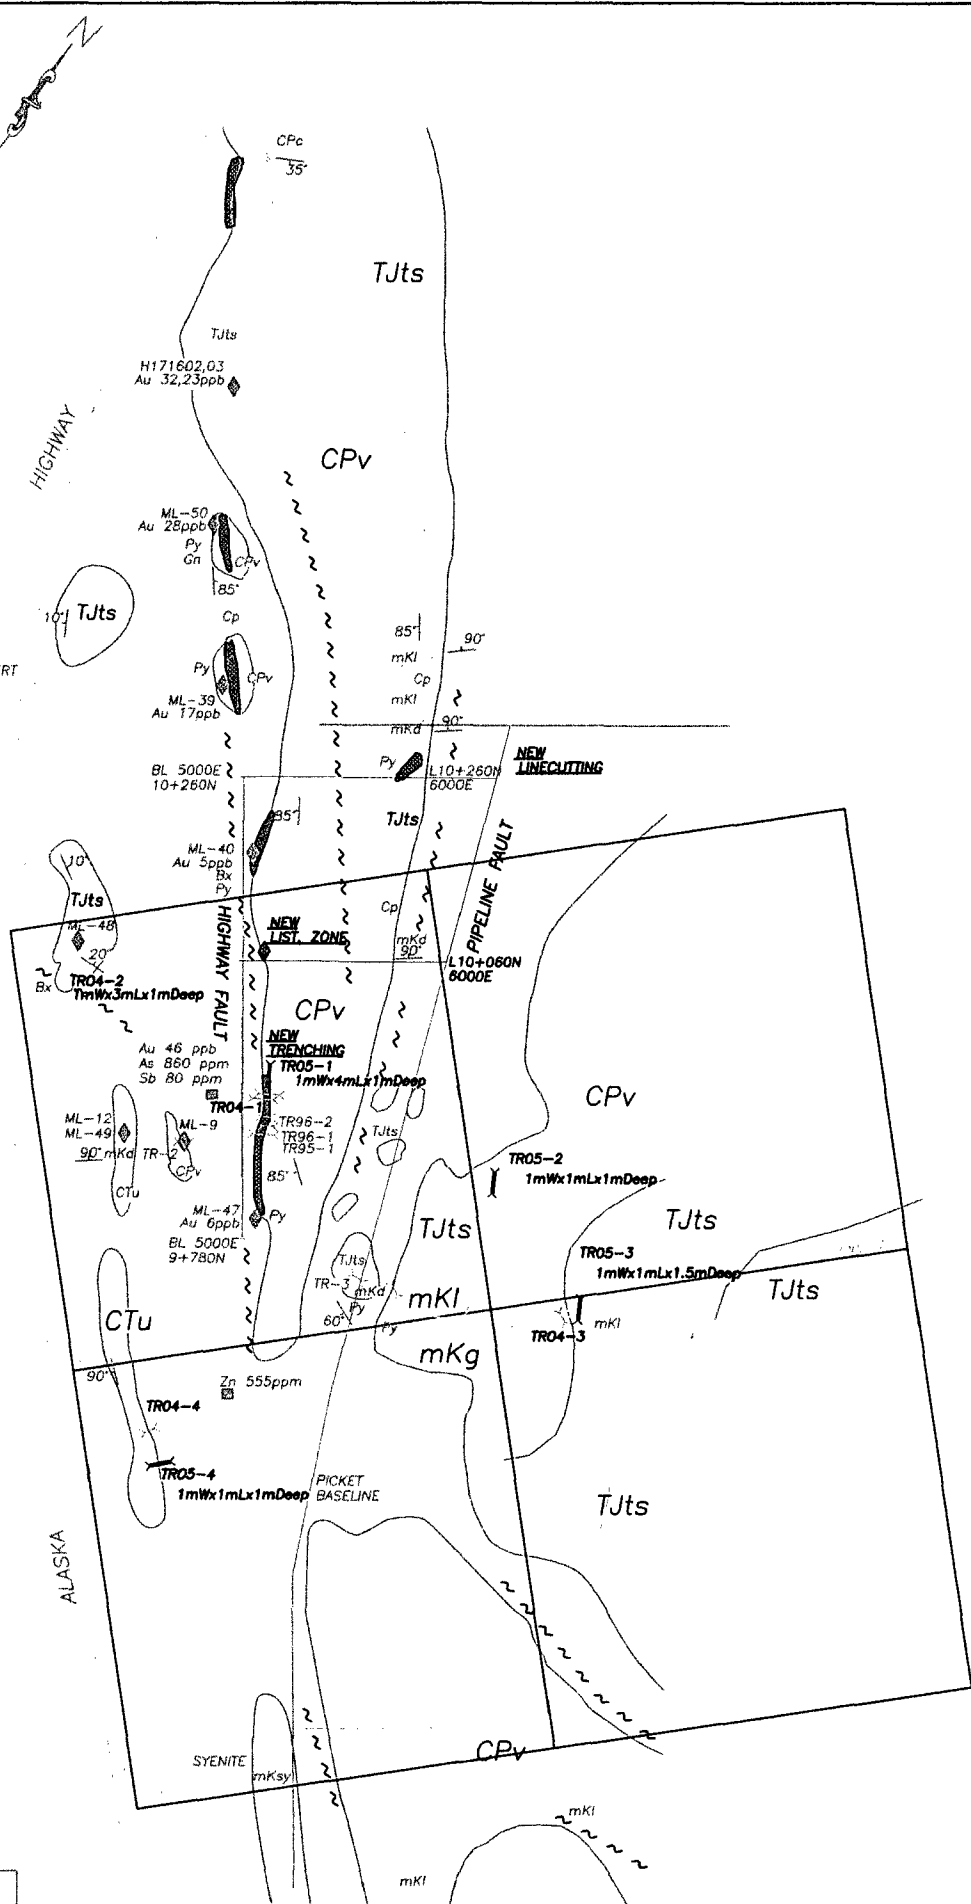 N
CPc
35°
TJts
TJts
H171602,03
Au 32,23ppb
HIGHWAY
CPv
ML-50
Au 28ppb
Py
Gn
CPv
85°
Cp
10°
TJts
RT
Py
CPv
ML-39
Au 17ppb
85°
90°
mKl
Cp
mKl
mKd
90°
BL 5000E
10+260N
Py
L10+260N
6000E
NEW
LINECUTTING
85°
TJts
ML-40
Au 5ppb
Bx
Py
10°
TJts
ML-48
20°
Bx
TR04-2
1mWx3mLx1mDeep
HIGHWAY FAULT
NEW
LIST. ZONE
Cp
mKd
90°
PIPELINE FAULT
L10+060N
6000E
CPv
NEW
TRENCHING
TR05-1
1mWx4mLx1mDeep
Au 46 ppb
As 860 ppm
Sb 80 ppm
TR04-1
TR96-2
TR96-1
TR95-1
ML-12
ML-49
90°
mKd
TR-2
ML-9
CPv
CTu
85°
TJts
CPv
TR05-2
1mWx1mLx1mDeep
ML-47
Au 6ppb
Py
BL 5000E
9+780N
TJts
TJts
TJts
TR-3
mKd
Py
60°
Py
mKl
TR05-3
1mWx1mLx1.5mDeep
TJts
TR04-3
mKl
CTu
mKg
90°
Zn 555ppm
TR04-4
TR05-4
1mWx1mLx1mDeep
PICKET
BASELINE
TJts
ALASKA
SYENITE
mKsy
CPv
mKl
mKl